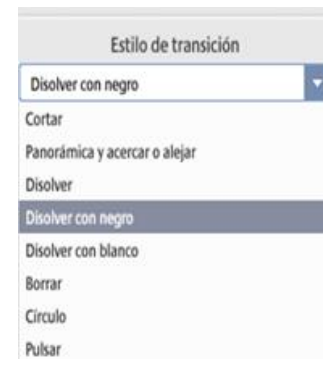 Estilo de transición
Disolver con negro
Cortar
Panorámica y acercar o alejar
Disolver
Disolver con negro
Disolver con blanco
Borrar
Círculo
Pulsar